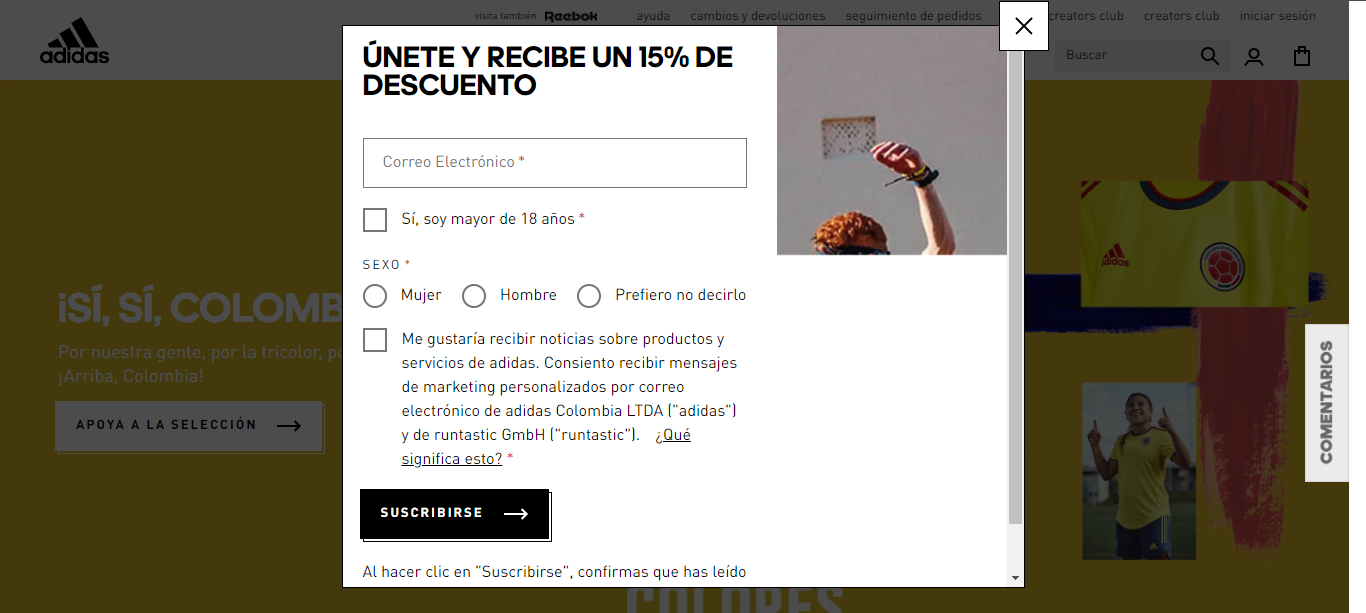 visita también Reebok ayuda cambios y devoluciones seguimiento de pedidos creators club creators club iniciar sesión
adidas
Buscar
ÚNETE Y RECIBE UN 15% DE
DESCUENTO
Correo Electrónico *
Sí, soy mayor de 18 años *
SEXO *
Mujer Hombre Prefiero no decirlo
Me gustaría recibir noticias sobre productos y
servicios de adidas. Consiento recibir mensajes
de marketing personalizados por correo
electrónico de adidas Colombia LTDA ("adidas")
y de runtastic GmbH ("runtastic"). ¿Qué
significa esto? *
SUSCRIBIRSE
Al hacer clic en "Suscribirse", confirmas que has leído
¡SÍ, SÍ, COLOMB
Por nuestra gente, por la tricolor,
¡Arriba, Colombia!
APOYA A LA SELECCIÓN
adidas
COMENTARIOS
COLORES